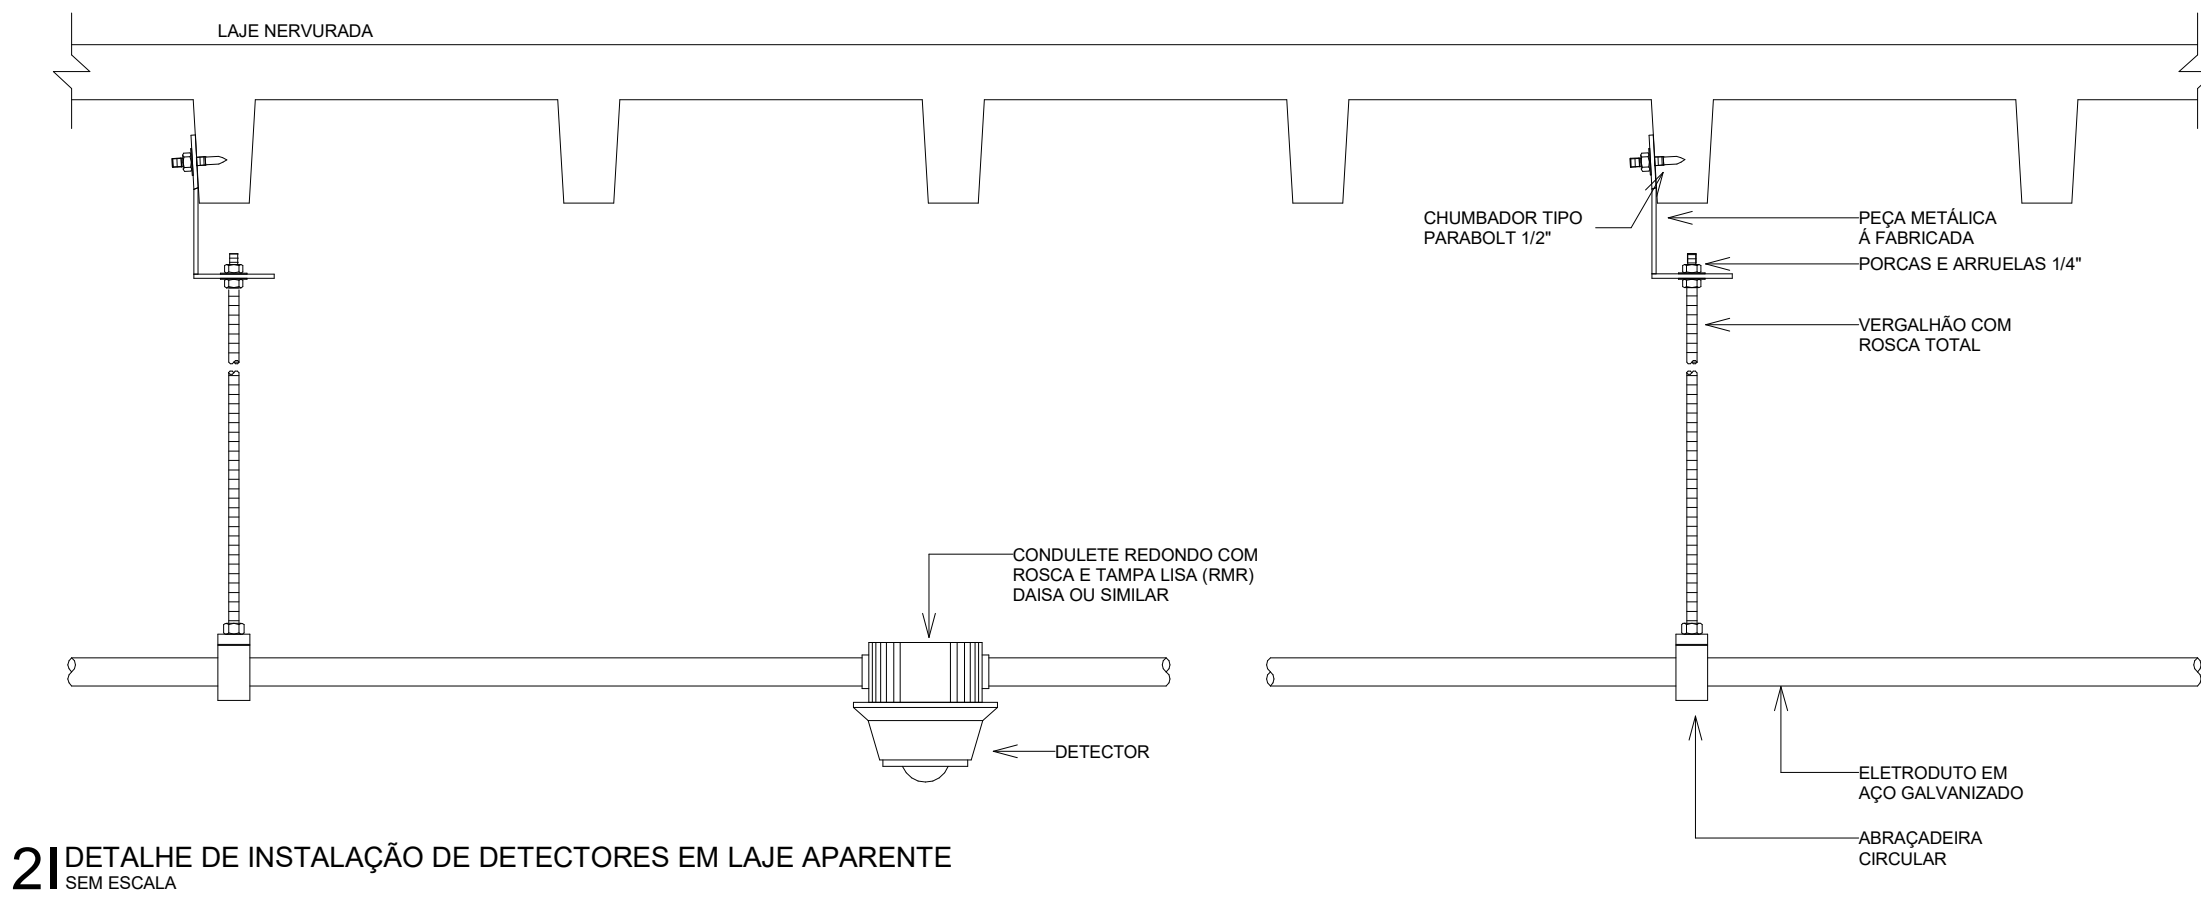 LAJE NERVURADA
CHUMBADOR TIPO
PARABOLT 1/2"
PEÇA METÁLICA
Á FABRICADA
PORCAS E ARRUELAS 1/4"
VERGALHÃO COM
ROSCA TOTAL
CONDULETE REDONDO COM
ROSCA E TAMPA LISA (RMR)
DAISA OU SIMILAR
DETECTOR
ELETRODUTO EM
AÇO GALVANIZADO
ABRAÇADEIRA
CIRCULAR
2 DETALHE DE INSTALAÇÃO DE DETECTORES EM LAJE APARENTE
SEM ESCALA